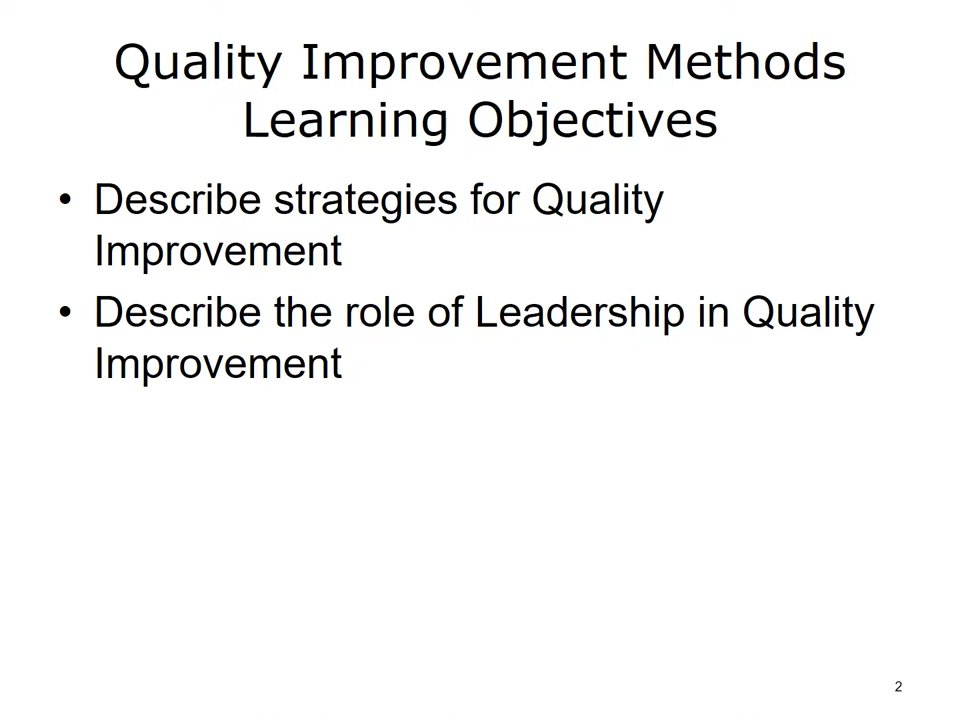 Quality Improvement Methods
Learning Objectives
• Describe strategies for Quality
Improvement
• Describe the role of Leadership in Quality
Improvement
2